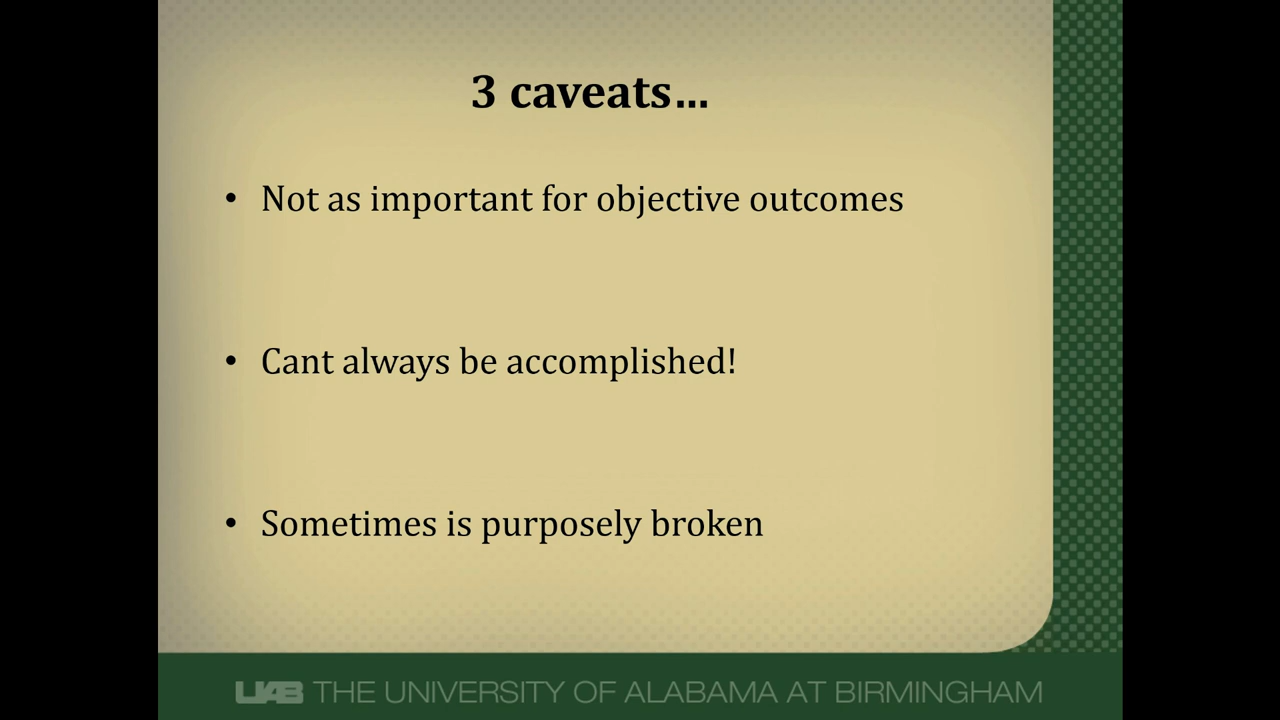 3 caveats...
• Not as important for objective outcomes
• Cant always be accomplished!
• Sometimes is purposely broken
UAB THE UNIVERSITY OF ALABAMA AT BIRMINGHAM